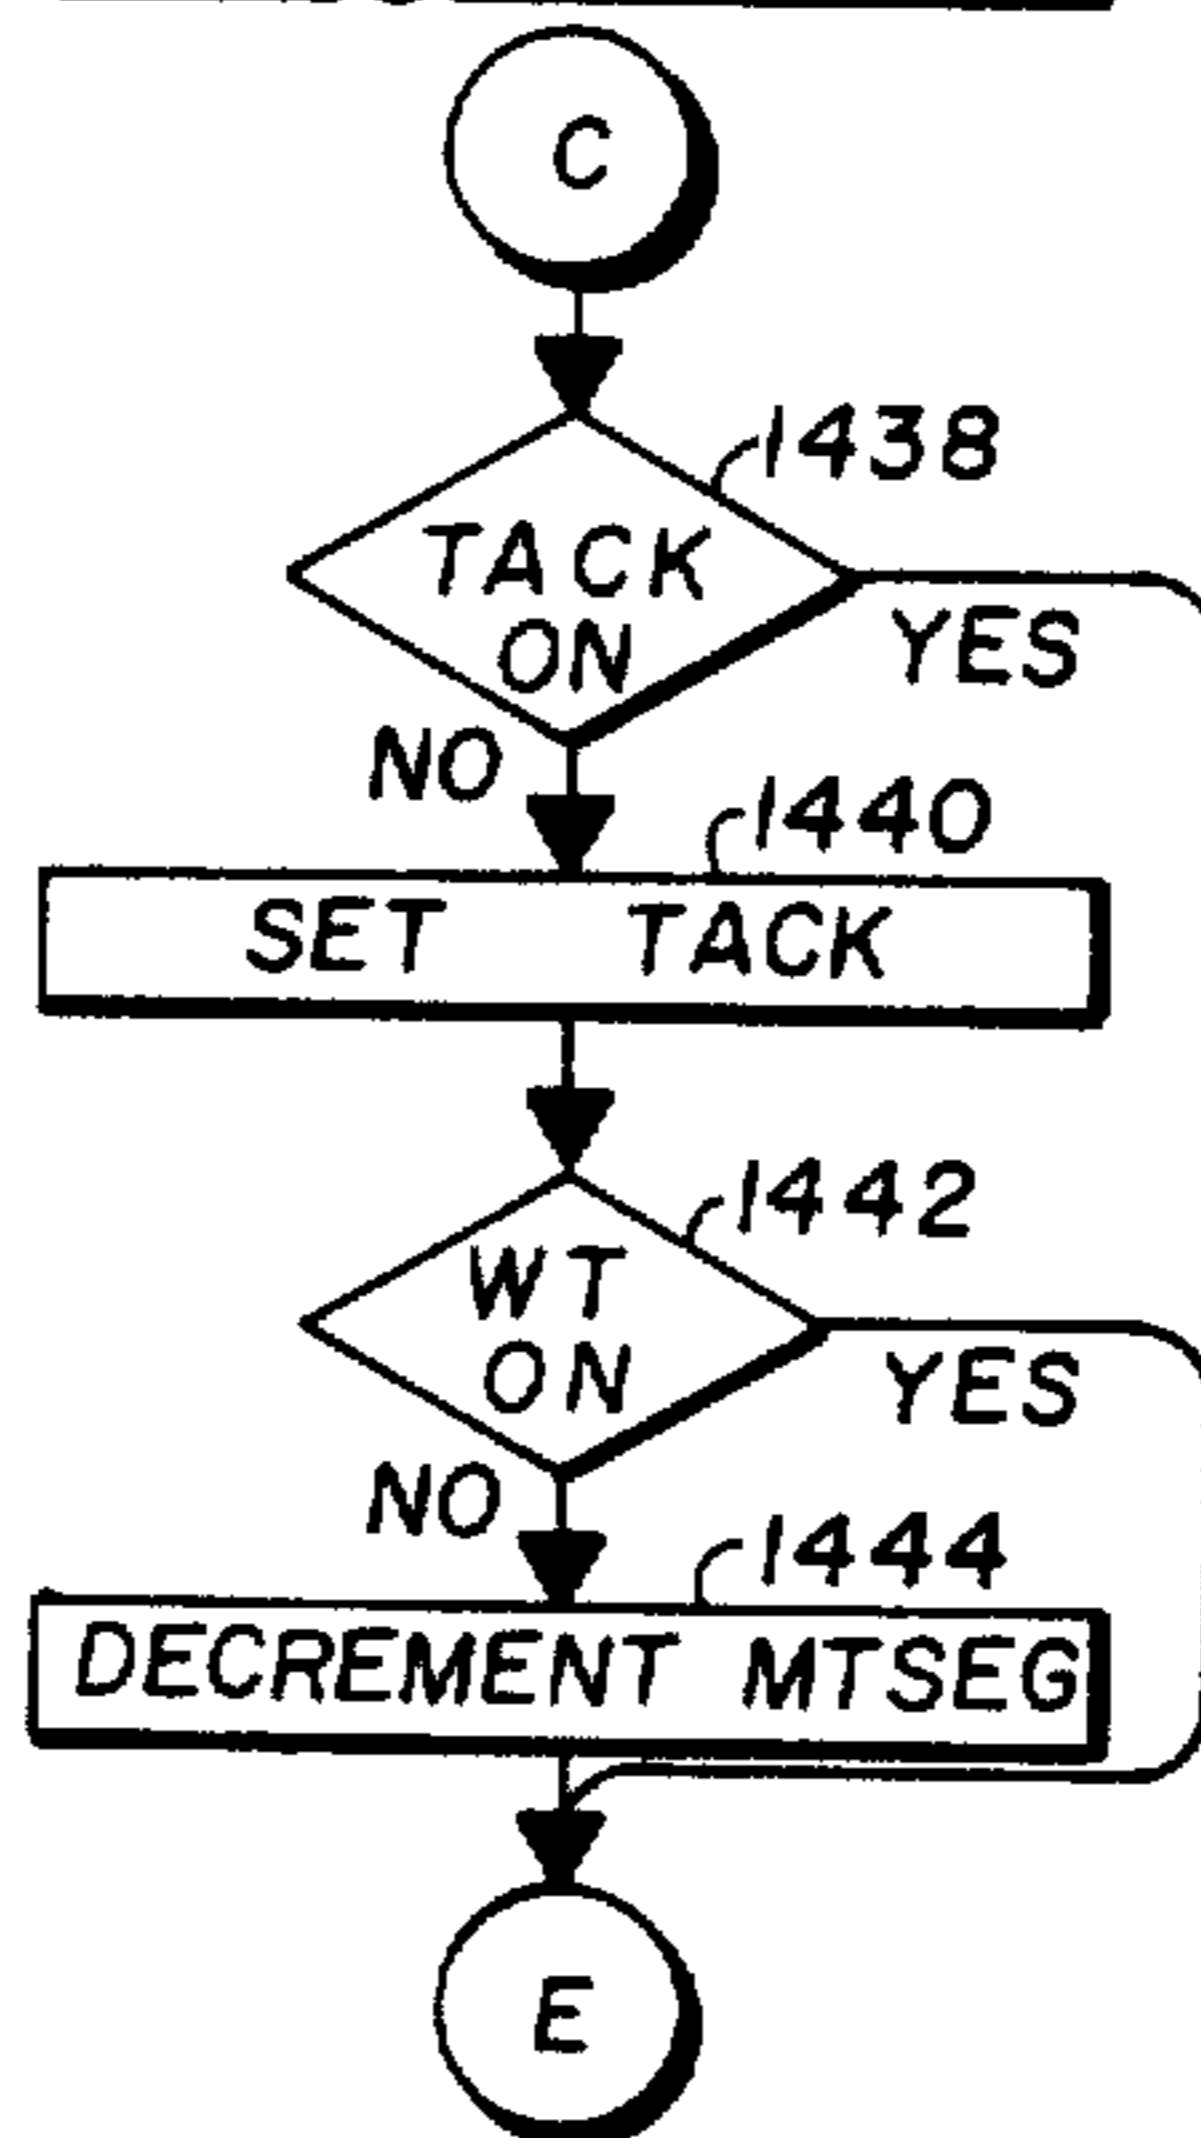 C
1438
TACK
ON
YES
NO
1440
SET TACK
1442
WT
ON
YES
NO
1444
DECREMENT MTSEG
E